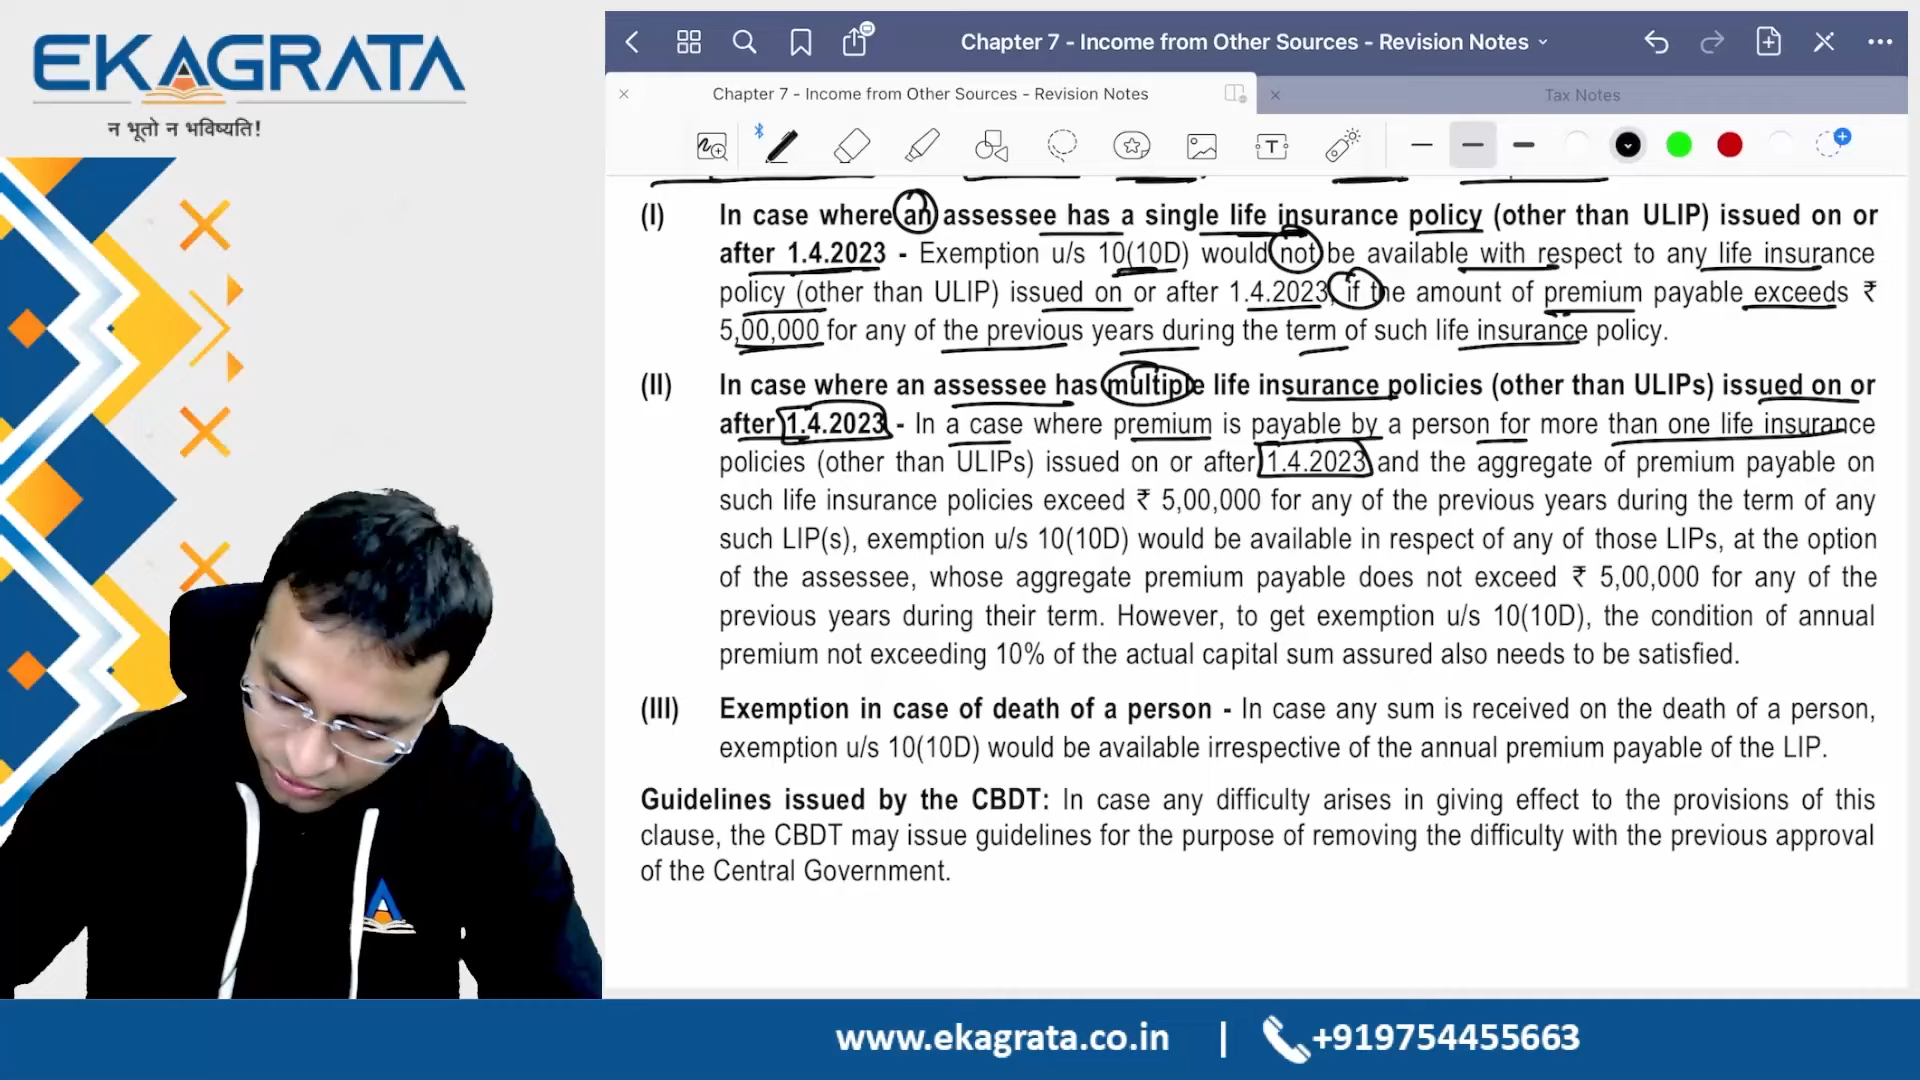 EKAGRATA
न भूतो न भविष्यति!
Chapter 7 - Income from Other Sources - Revision Notes
Chapter 7 - Income from Other Sources - Revision Notes
Tax Notes
(I) In case where an assessee has a single life insurance policy (other than ULIP) issued on or
after 1.4.2023 - Exemption u/s 10(10D) would not be available with respect to any life insurance
policy (other than ULIP) issued on or after 1.4.2023, if the amount of premium payable exceeds ₹
5,00,000 for any of the previous years during the term of such life insurance policy.
(II) In case where an assessee has multiple life insurance policies (other than ULIPs) issued on or
after 1.4.2023 - In a case where premium is payable by a person for more than one life insurance
policies (other than ULIPs) issued on or after 1.4.2023 and the aggregate of premium payable on
such life insurance policies exceed ₹ 5,00,000 for any of the previous years during the term of any
such LIP(s), exemption u/s 10(10D) would be available in respect of any of those LIPs, at the option
of the assessee, whose aggregate premium payable does not exceed ₹ 5,00,000 for any of the
previous years during their term. However, to get exemption u/s 10(10D), the condition of annual
premium not exceeding 10% of the actual capital sum assured also needs to be satisfied.
(III) Exemption in case of death of a person - In case any sum is received on the death of a person,
exemption u/s 10(10D) would be available irrespective of the annual premium payable of the LIP.
Guidelines issued by the CBDT: In case any difficulty arises in giving effect to the provisions of this
clause, the CBDT may issue guidelines for the purpose of removing the difficulty with the previous approval
of the Central Government.
www.ekagrata.co.in | +919754455663